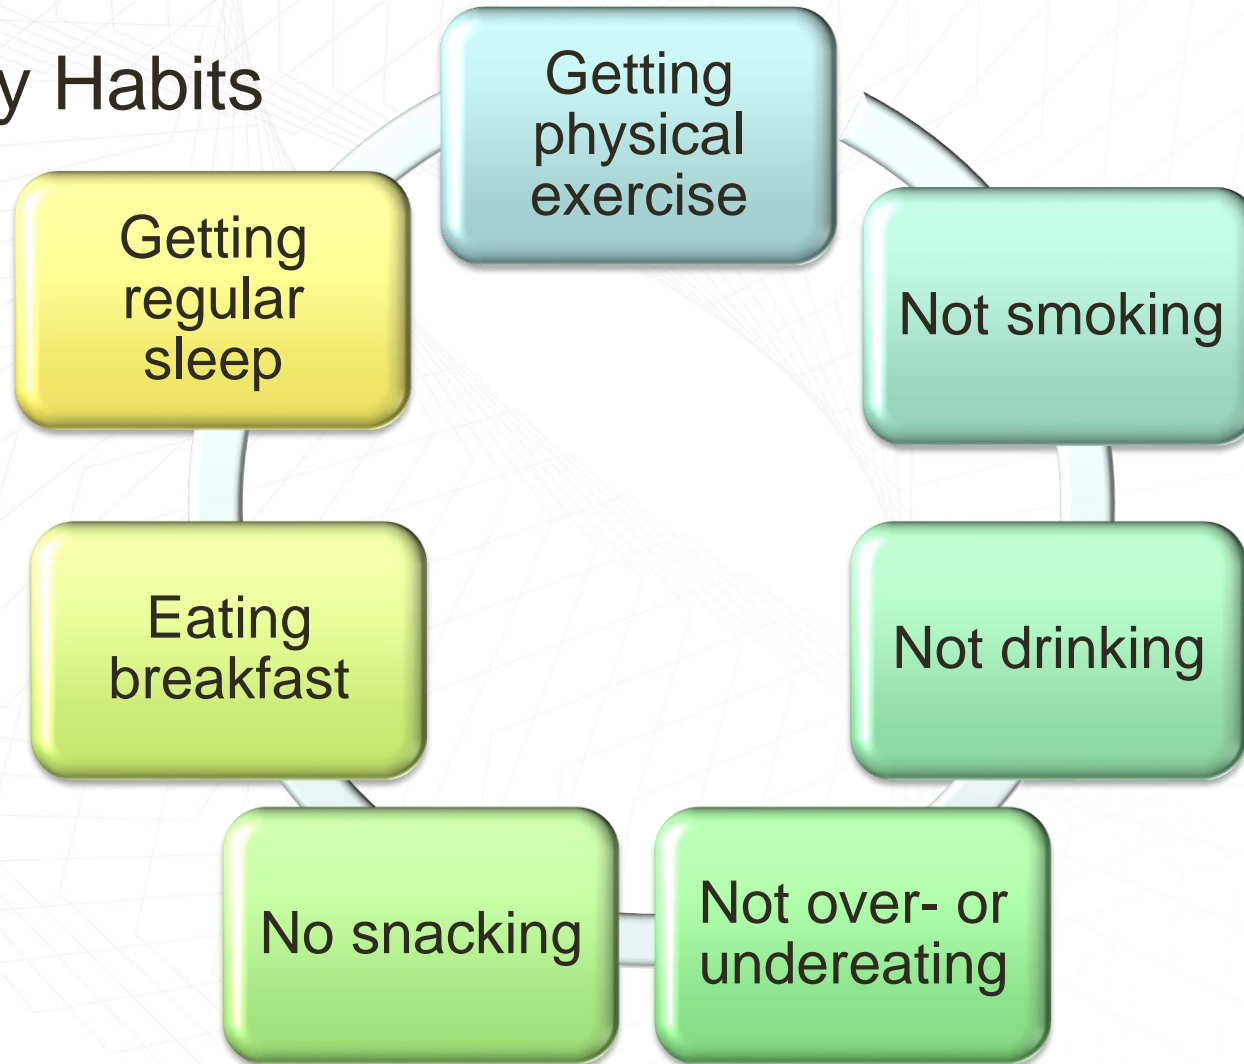 y Habits
Getting
physical
exercise
Not smoking
Not drinking
Not over- or
undereating
No snacking
Eating
breakfast
Getting
regular
sleep